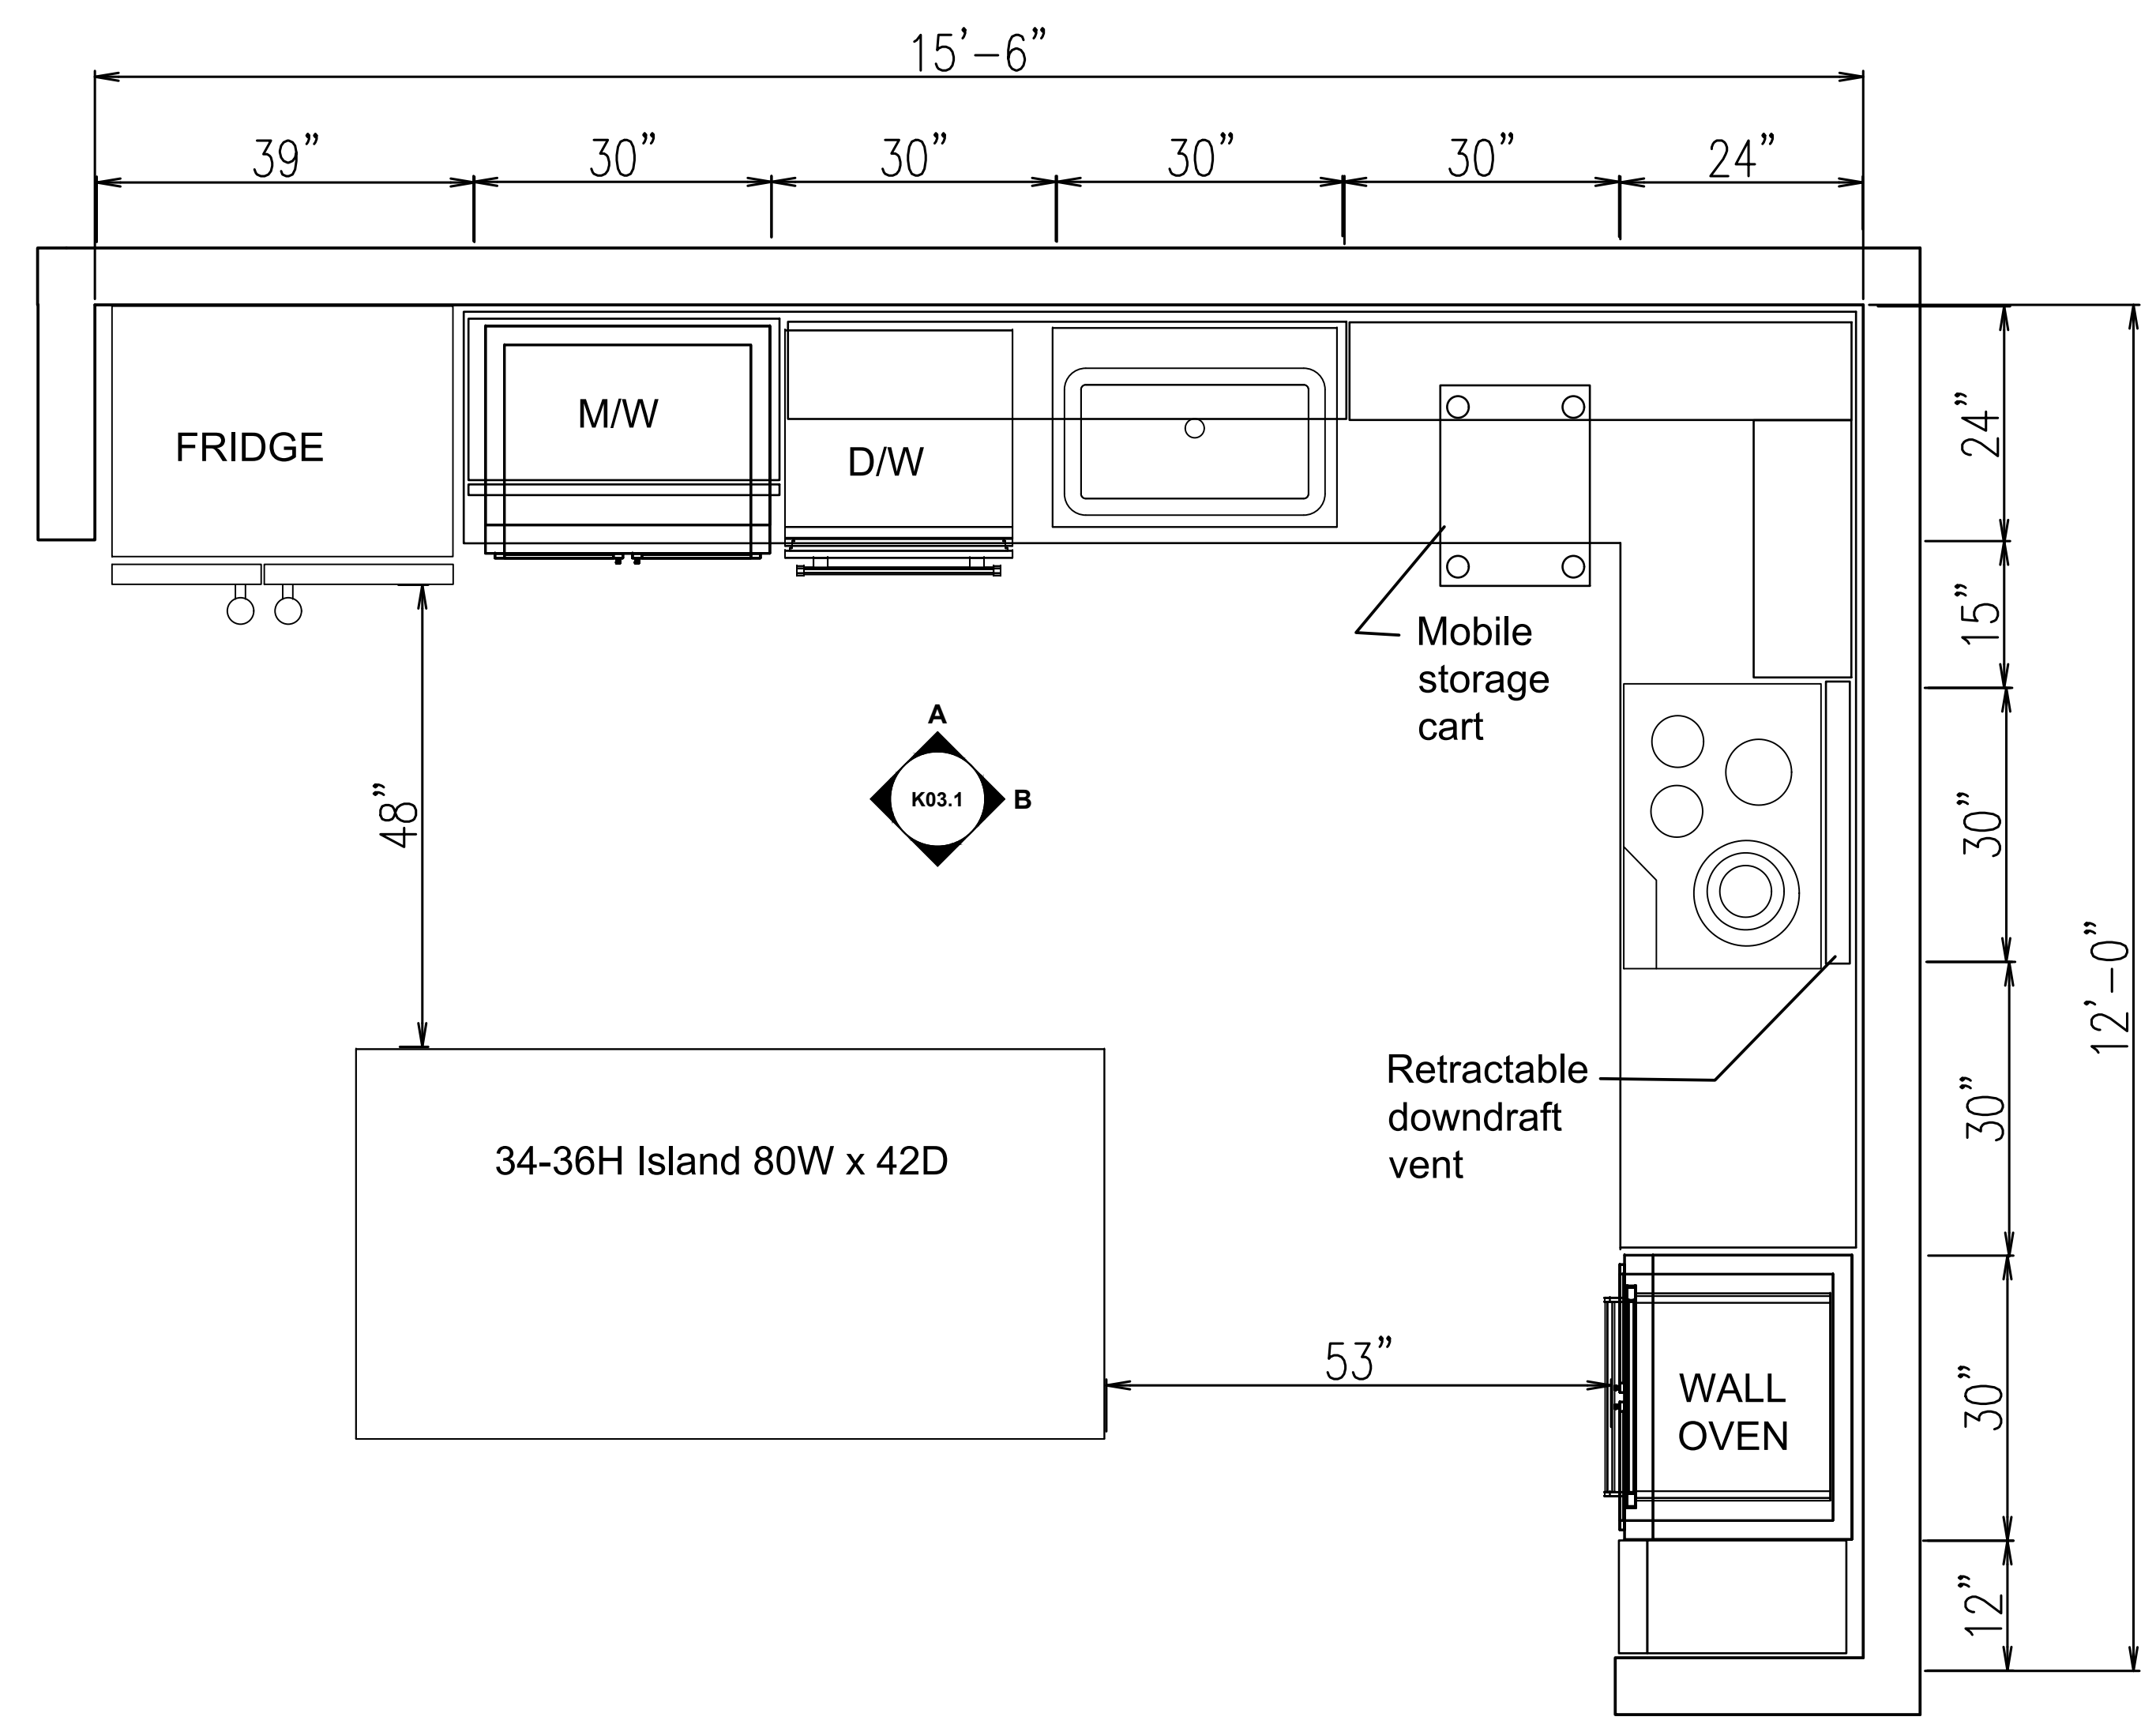 15’-6”
39”
30”
30”
30”
30”
24”
FRIDGE
M/W
D/W
24”
15”
Mobile
storage
cart
A
K03.1
B
48”
30”
12’-0”
Retractable
downdraft
vent
30”
34-36H Island 80W x 42D
53”
WALL
OVEN
30”
12”